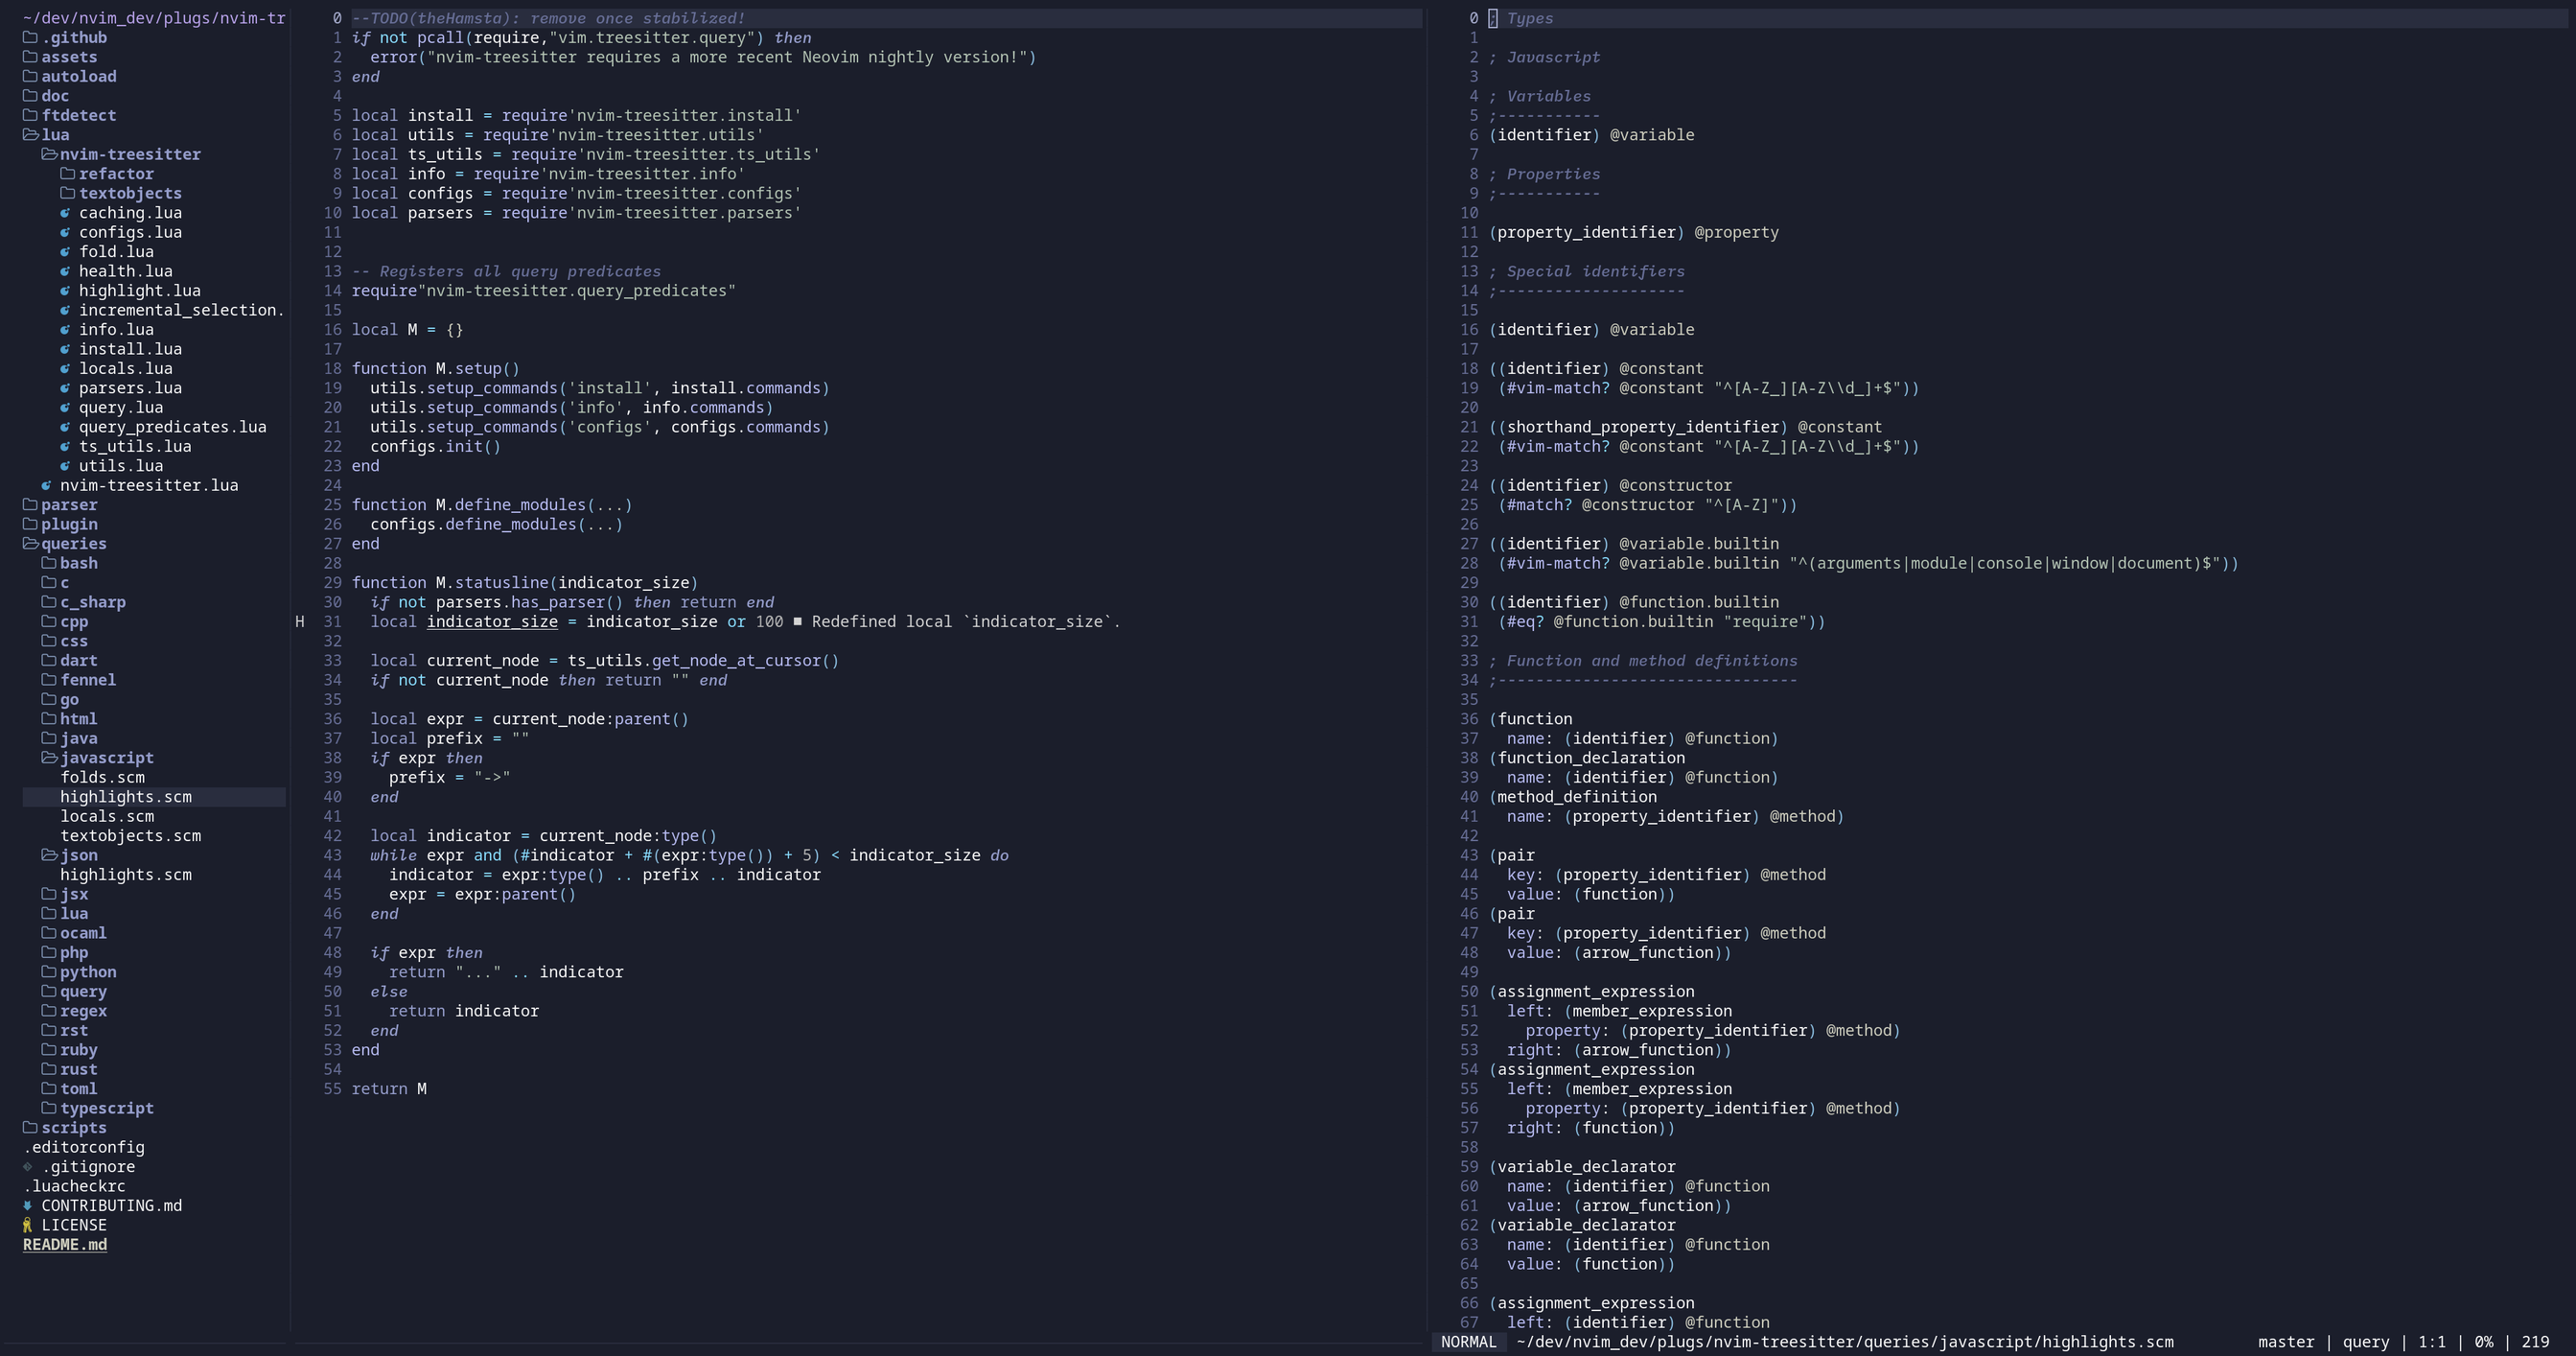 ~/dev/nvim_dev/plugs/nvim-tr
.github
assets
autoload
doc
ftdetect
lua
nvim-treesitter
refactor
textobjects
caching.lua
configs.lua
fold.lua
health.lua
highlight.lua
incremental_selection.
info.lua
install.lua
locals.lua
parsers.lua
query.lua
query_predicates.lua
ts_utils.lua
utils.lua
nvim-treesitter.lua
parser
plugin
queries
bash
c
c_sharp
cpp
css
dart
fennel
go
html
java
javascript
folds.scm
highlights.scm
locals.scm
textobjects.scm
json
highlights.scm
jsx
lua
ocaml
php
python
query
regex
rst
ruby
rust
toml
typescript
scripts
.editorconfig
.gitignore
.luacheckrc
CONTRIBUTING.md
LICENSE
README.md
0 --TODO(theHamsta): remove once stabilized!
1 if not pcall(require,"vim.treesitter.query") then
2   error("nvim-treesitter requires a more recent Neovim nightly version!")
3 end
4
5 local install = require'nvim-treesitter.install'
6 local utils = require'nvim-treesitter.utils'
7 local ts_utils = require'nvim-treesitter.ts_utils'
8 local info = require'nvim-treesitter.info'
9 local configs = require'nvim-treesitter.configs'
10 local parsers = require'nvim-treesitter.parsers'
11
12
13 -- Registers all query predicates
14 require"nvim-treesitter.query_predicates"
15
16 local M = {}
17
18 function M.setup()
19   utils.setup_commands('install', install.commands)
20   utils.setup_commands('info', info.commands)
21   utils.setup_commands('configs', configs.commands)
22   configs.init()
23 end
24
25 function M.define_modules(...)
26   configs.define_modules(...)
27 end
28
29 function M.statusline(indicator_size)
30   if not parsers.has_parser() then return end
H 31   local indicator_size = indicator_size or 100 ■ Redefined local `indicator_size`.
32
33   local current_node = ts_utils.get_node_at_cursor()
34   if not current_node then return "" end
35
36   local expr = current_node:parent()
37   local prefix = ""
38   if expr then
39     prefix = "->"
40   end
41
42   local indicator = current_node:type()
43   while expr and (#indicator + #(expr:type()) + 5) < indicator_size do
44     indicator = expr:type() .. prefix .. indicator
45     expr = expr:parent()
46   end
47
48   if expr then
49     return "..." .. indicator
50   else
51     return indicator
52   end
53 end
54
55 return M
0 ; Types
1
2 ; Javascript
3
4 ; Variables
5 ;-----------
6 (identifier) @variable
7
8 ; Properties
9 ;-----------
10
11 (property_identifier) @property
12
13 ; Special identifiers
14 ;--------------------
15
16 (identifier) @variable
17
18 ((identifier) @constant
19  (#vim-match? @constant "^[A-Z_][A-Z\\d_]+$"))
20
21 ((shorthand_property_identifier) @constant
22  (#vim-match? @constant "^[A-Z_][A-Z\\d_]+$"))
23
24 ((identifier) @constructor
25  (#match? @constructor "^[A-Z]"))
26
27 ((identifier) @variable.builtin
28  (#vim-match? @variable.builtin "^(arguments|module|console|window|document)$"))
29
30 ((identifier) @function.builtin
31  (#eq? @function.builtin "require"))
32
33 ; Function and method definitions
34 ;--------------------------------
35
36 (function
37   name: (identifier) @function)
38 (function_declaration
39   name: (identifier) @function)
40 (method_definition
41   name: (property_identifier) @method)
42
43 (pair
44   key: (property_identifier) @method
45   value: (function))
46 (pair
47   key: (property_identifier) @method
48   value: (arrow_function))
49
50 (assignment_expression
51   left: (member_expression
52     property: (property_identifier) @method)
53   right: (arrow_function))
54 (assignment_expression
55   left: (member_expression
56     property: (property_identifier) @method)
57   right: (function))
58
59 (variable_declarator
60   name: (identifier) @function
61   value: (arrow_function))
62 (variable_declarator
63   name: (identifier) @function
64   value: (function))
65
66 (assignment_expression
67   left: (identifier) @function
NORMAL ~/dev/nvim_dev/plugs/nvim-treesitter/queries/javascript/highlights.scm master | query | 1:1 | 0% | 219